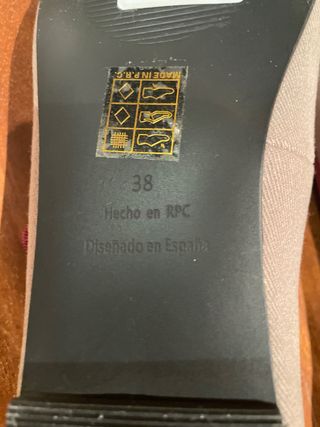 MADE IN P.R.C.
38
Hecho en RPC
Diseñado en España